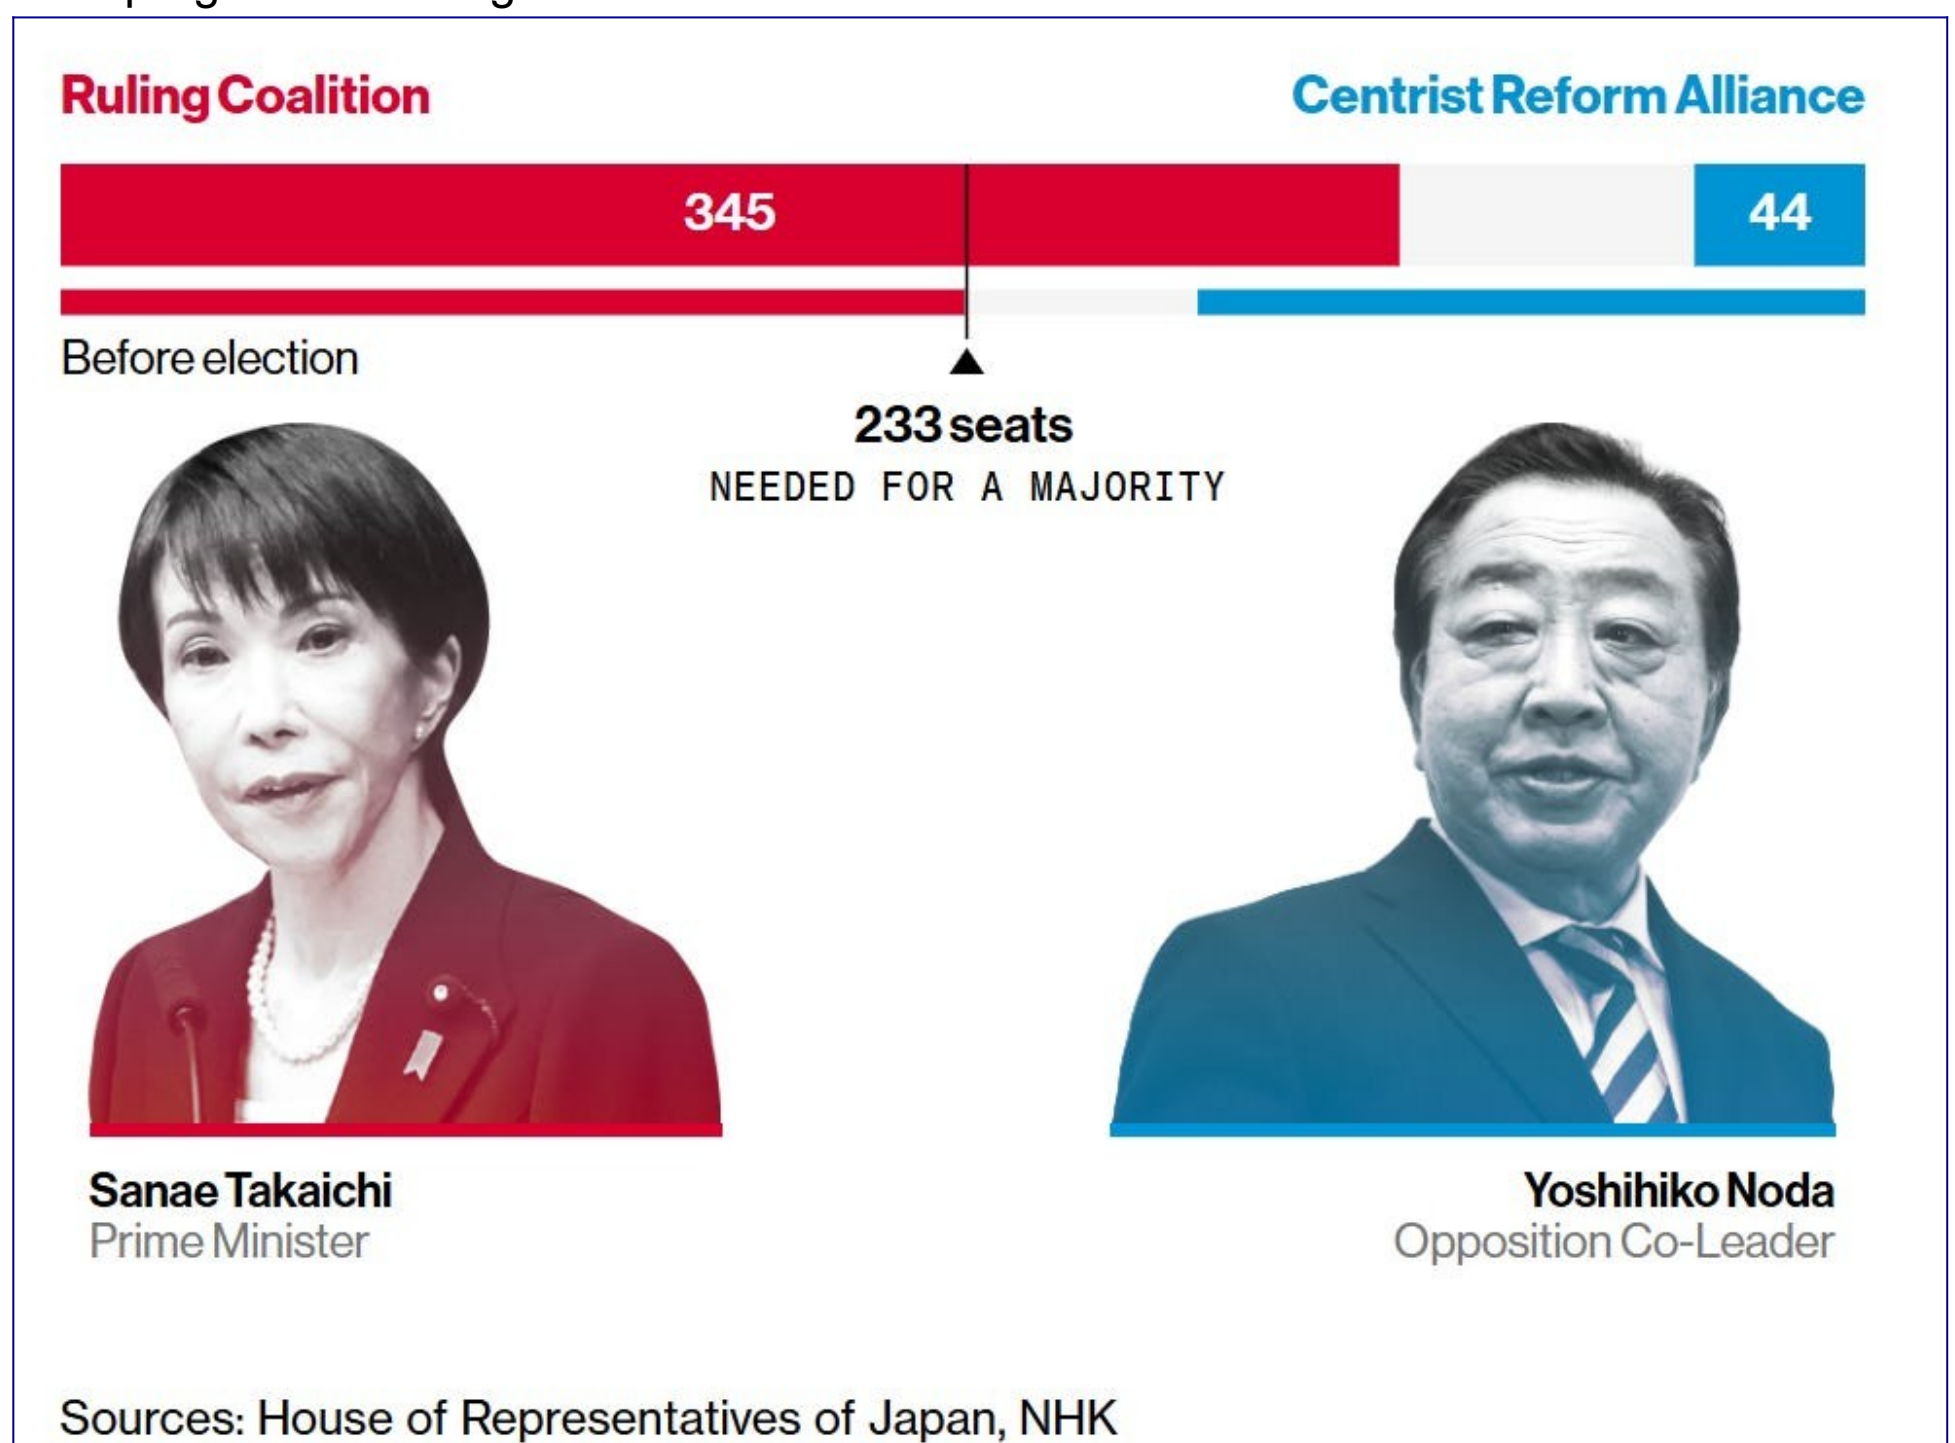 Ruling Coalition
Centrist Reform Alliance
345
44
Before election
233 seats
NEEDED FOR A MAJORITY
Sanae Takaichi
Prime Minister
Yoshihiko Noda
Opposition Co-Leader
Sources: House of Representatives of Japan, NHK